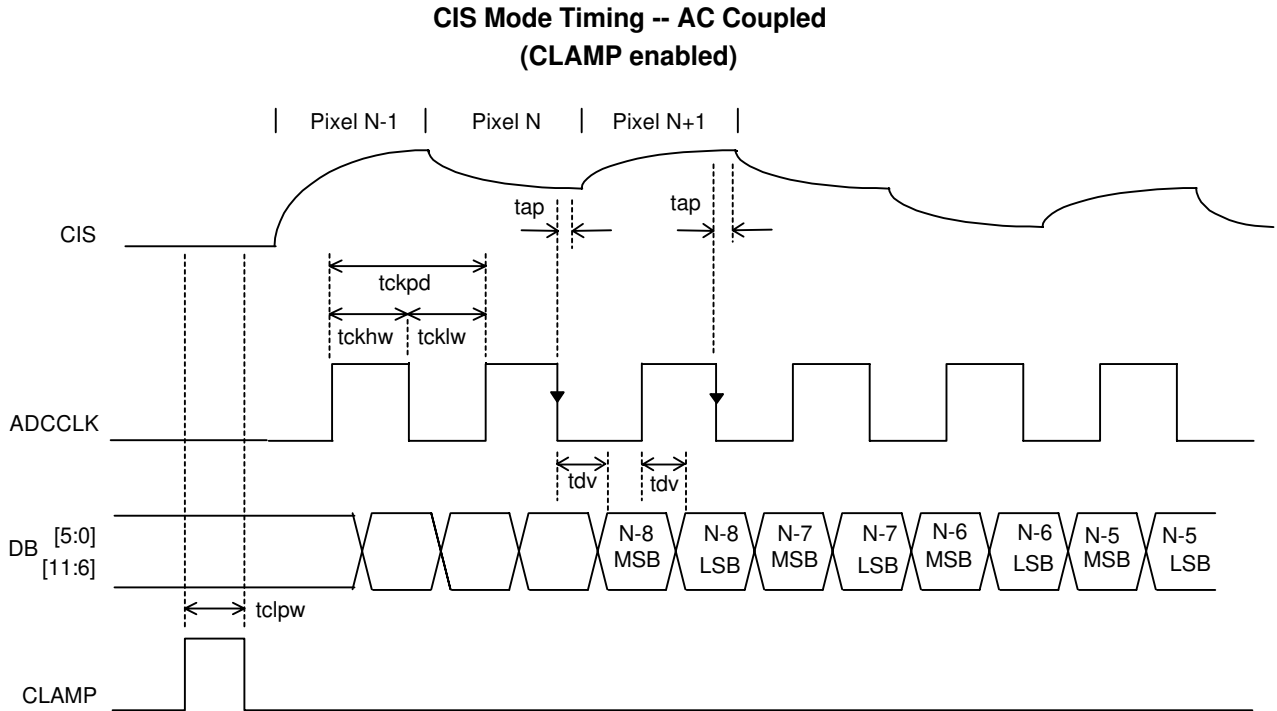 CIS Mode Timing -- AC Coupled
(CLAMP enabled)
| Pixel N-1 | Pixel N | Pixel N+1 |
tap
tap
CIS
tckpd
tckhw
tcklw
ADCCLK
tdv
tdv
DB [5:0]
[11:6]
N-8
MSB
N-8
LSB
N-7
MSB
N-7
LSB
N-6
MSB
N-6
LSB
N-5
MSB
N-5
LSB
tclpw
CLAMP